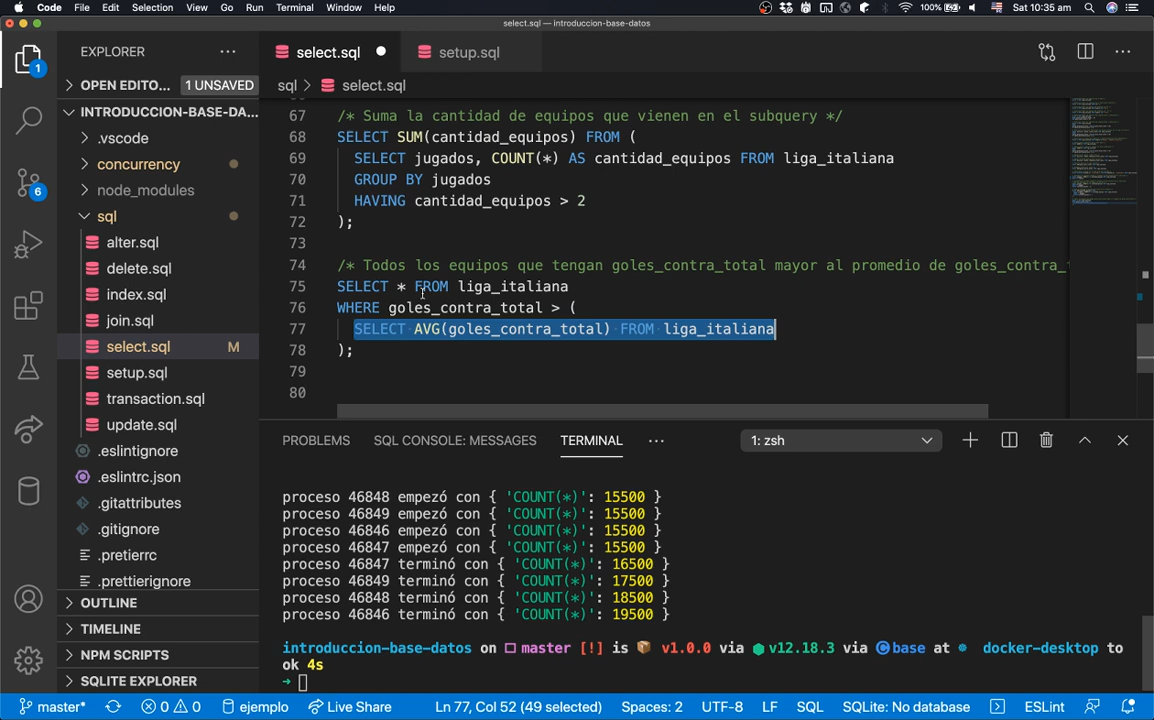 Code File Edit Selection View Go Run Terminal Window Help 100% Sat 10:35 am
select.sql — introduccion-base-datos
EXPLORER
select.sql
setup.sql
OPEN EDITO... 1 UNSAVED
sql > select.sql
INTRODUCCION-BASE-DA...
.vscode
concurrency
node_modules
sql
alter.sql
delete.sql
index.sql
join.sql
select.sql M
setup.sql
transaction.sql
update.sql
.eslintignore
.eslintrc.json
.gitattributes
.gitignore
.pretierrc
.prettierignore
OUTLINE
TIMELINE
NPM SCRIPTS
SQLITE EXPLORER
1
6
67 /* Suma la cantidad de equipos que vienen en el subquery */
68 SELECT SUM(cantidad_equipos) FROM (
69 SELECT jugados, COUNT(*) AS cantidad_equipos FROM liga_italiana
70 GROUP BY jugados
71 HAVING cantidad_equipos > 2
72 );
73
74 /* Todos los equipos que tengan goles_contra_total mayor al promedio de goles_contra_t
75 SELECT * FROM liga_italiana
76 WHERE goles_contra_total > (
77 SELECT AVG(goles_contra_total) FROM liga_italiana
78 );
79
80
PROBLEMS SQL CONSOLE: MESSAGES TERMINAL ... 1: zsh
proceso 46848 empezó con { 'COUNT(*)': 15500 }
proceso 46849 empezó con { 'COUNT(*)': 15500 }
proceso 46846 empezó con { 'COUNT(*)': 15500 }
proceso 46847 empezó con { 'COUNT(*)': 15500 }
proceso 46847 terminó con { 'COUNT(*)': 16500 }
proceso 46849 terminó con { 'COUNT(*)': 17500 }
proceso 46848 terminó con { 'COUNT(*)': 18500 }
proceso 46846 terminó con { 'COUNT(*)': 19500 }
introduccion-base-datos on master [!] is v1.0.0 via v12.18.3 via base at docker-desktop to
ok 4s
master* 0 0 ejemplo Live Share Ln 77, Col 52 (49 selected) Spaces: 2 UTF-8 LF SQL SQLite: No database ESLint